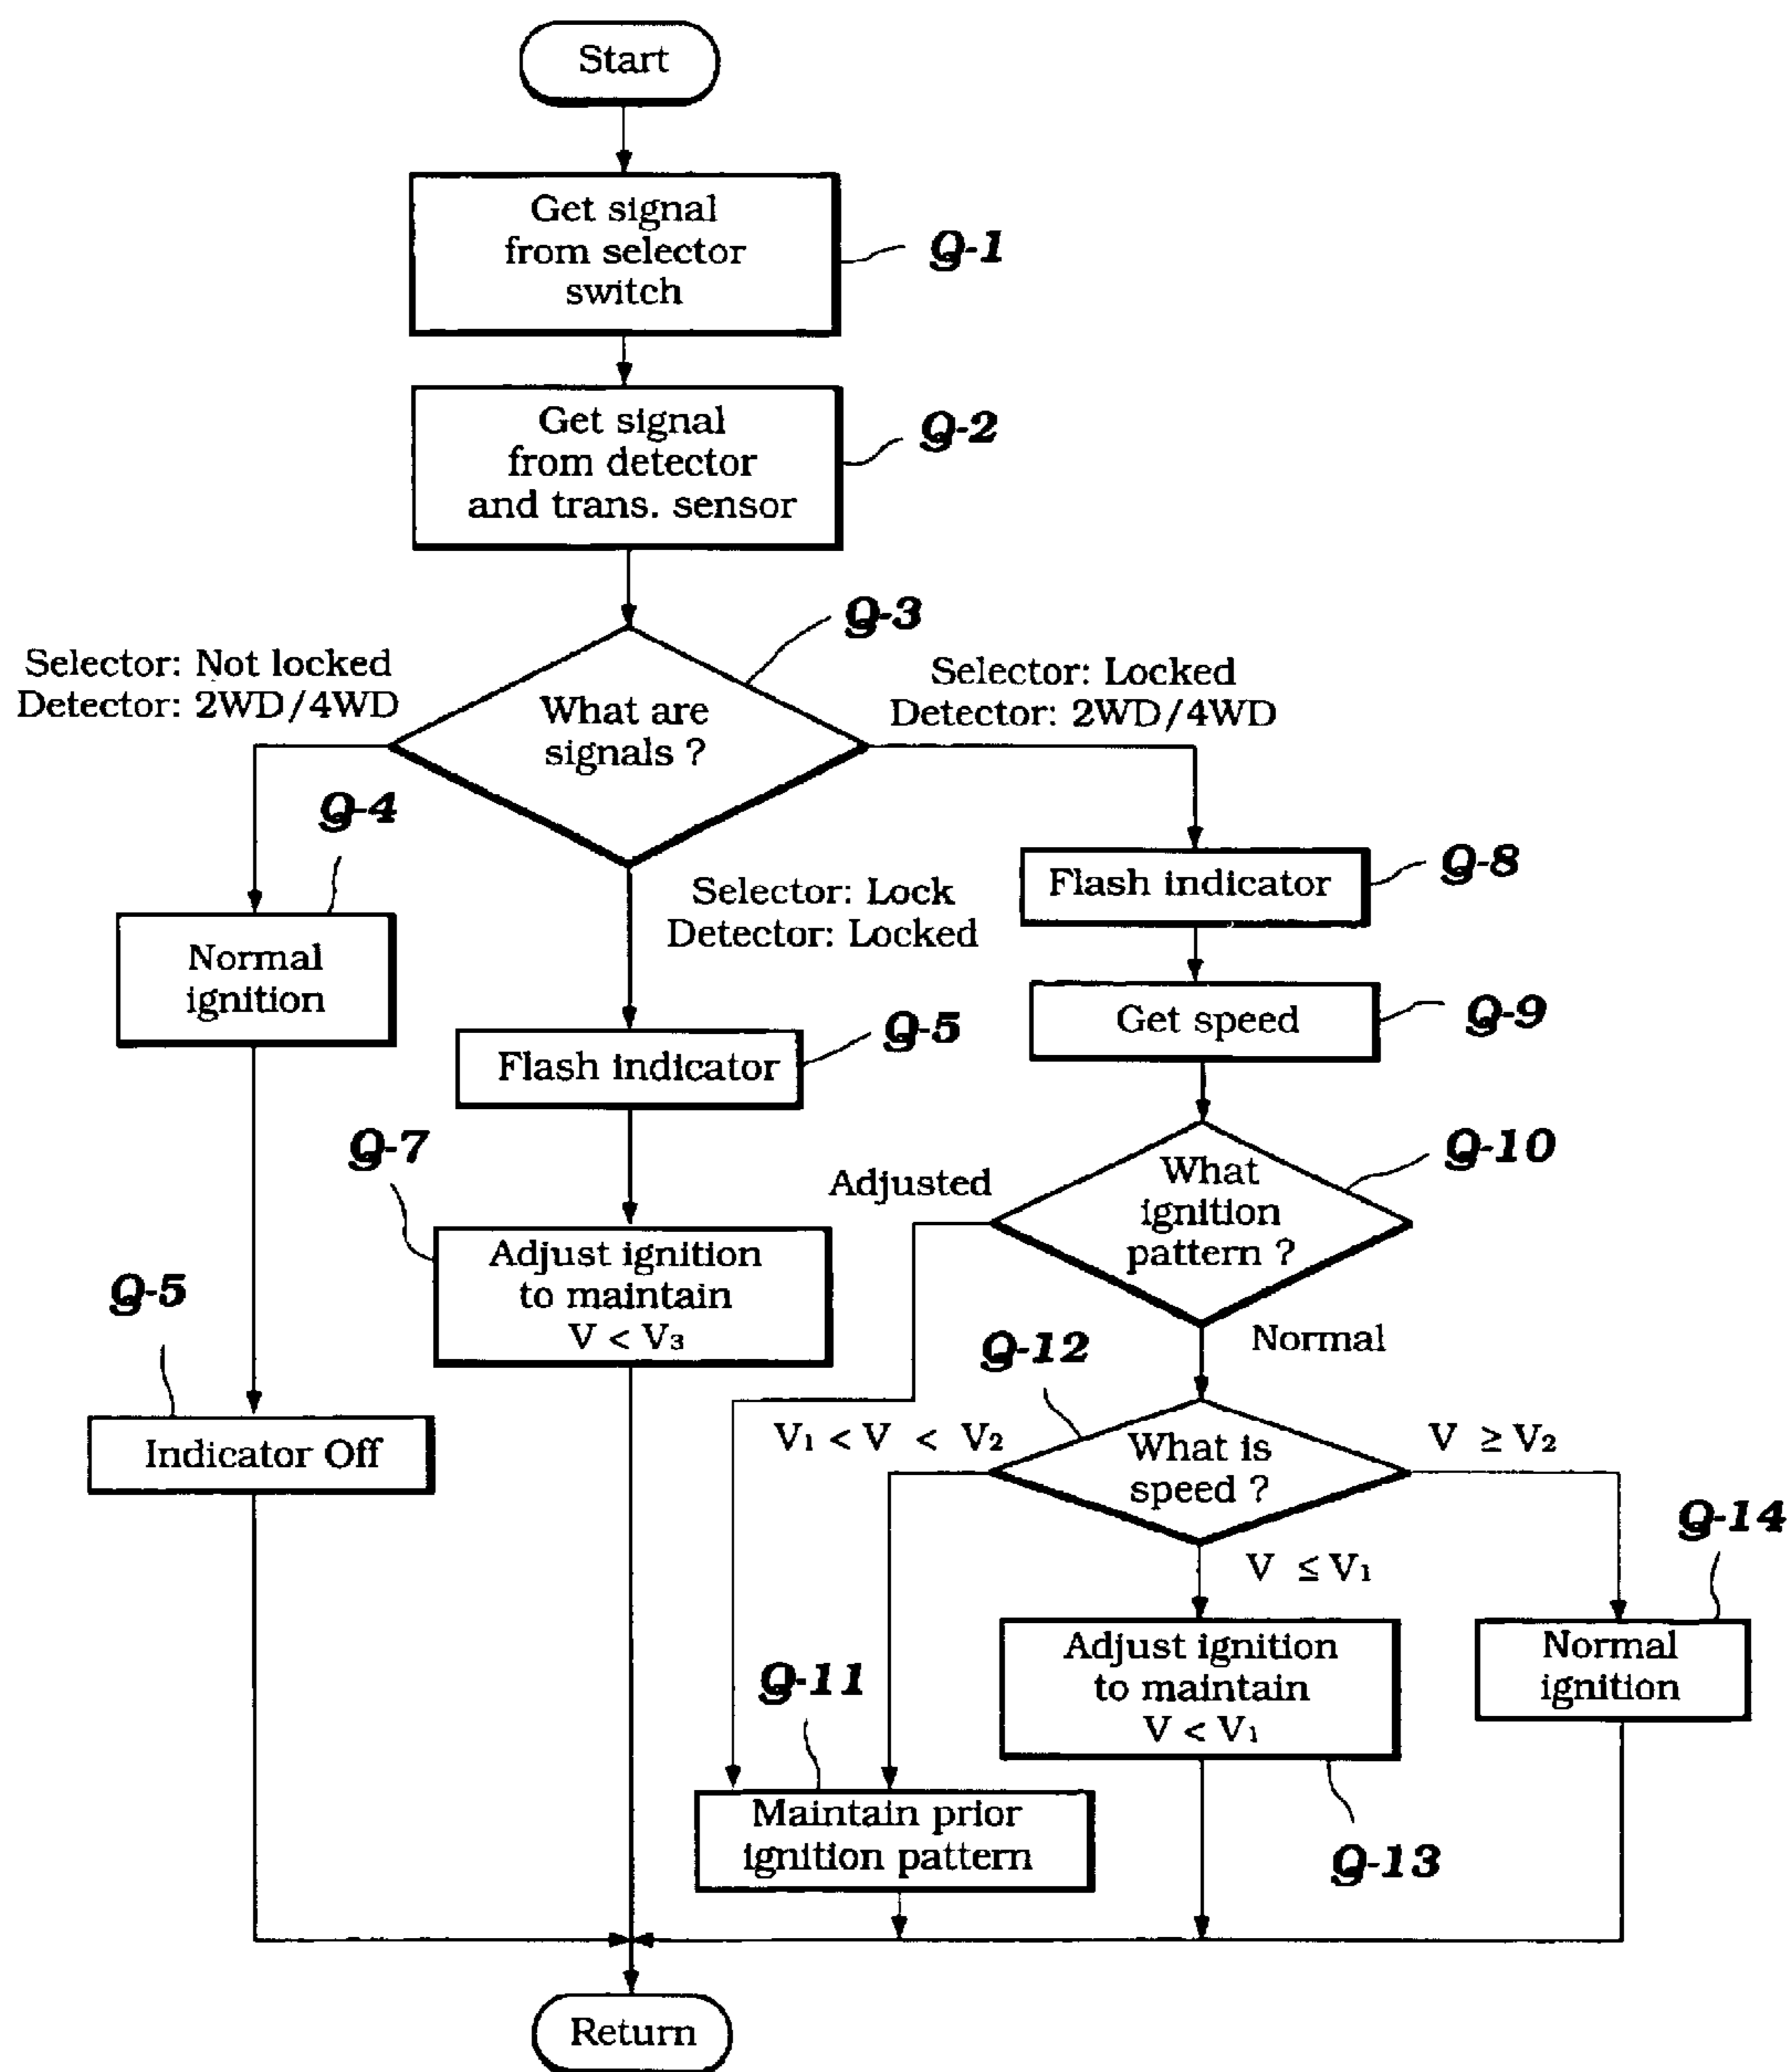 Start
Get signal
from selector
switch
Q-1
Get signal
from detector
and trans. sensor
Q-2
Q-3
What are
signals ?
Selector: Not locked
Detector: 2WD/4WD
Selector: Locked
Detector: 2WD/4WD
Selector: Lock
Detector: Locked
Q-4
Normal
ignition
Q-5
Indicator Off
Q-5
Flash indicator
Q-7
Adjust ignition
to maintain
V < V₃
Q-8
Flash indicator
Q-9
Get speed
Q-10
What
ignition
pattern ?
Adjusted
Normal
Q-12
What is
speed ?
V₁ < V < V₂
V ≥ V₂
V ≤ V₁
Q-11
Maintain prior
ignition pattern
Adjust ignition
to maintain
V < V₁
Q-13
Q-14
Normal
ignition
Return